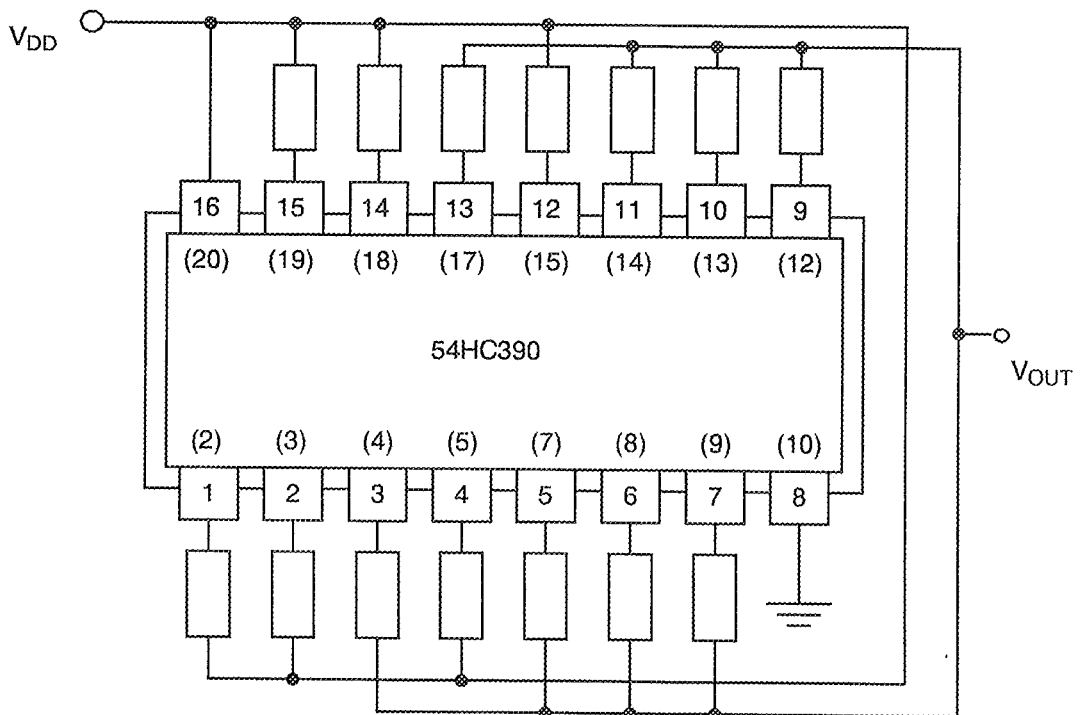 VDD
16 15 14 13 12 11 10 9
(20) (19) (18) (17) (15) (14) (13) (12)
54HC390
VOUT
(2) (3) (4) (5) (7) (8) (9) (10)
1 2 3 4 5 6 7 8